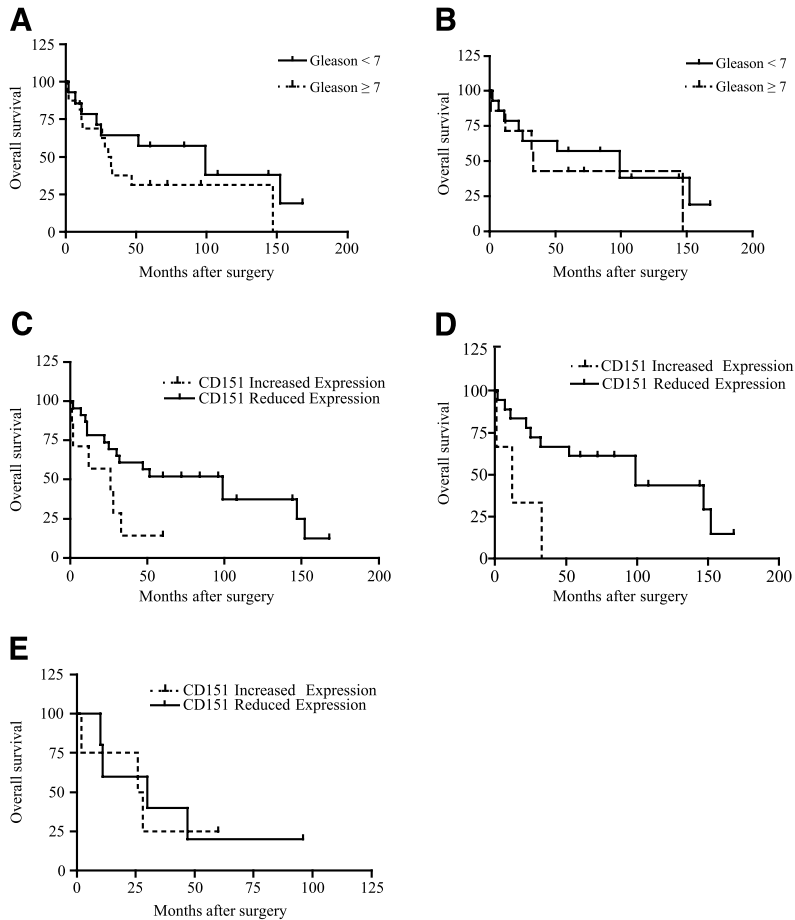 A
125
100
75
50
25
0
Overall survival
Gleason < 7
Gleason ≥ 7
0 50 100 150 200
Months after surgery
B
125
100
75
50
25
0
Overall survival
Gleason < 7
Gleason ≥ 7
0 50 100 150 200
Months after surgery
C
125
100
75
50
25
0
Overall survival
CD151 Increased Expression
CD151 Reduced Expression
0 50 100 150 200
Months after surgery
D
125
100
75
50
25
0
Overall survival
CD151 Increased Expression
CD151 Reduced Expression
0 50 100 150 200
Months after surgery
E
125
100
75
50
25
0
Overall survival
CD151 Increased Expression
CD151 Reduced Expression
0 25 50 75 100 125
Months after surgery